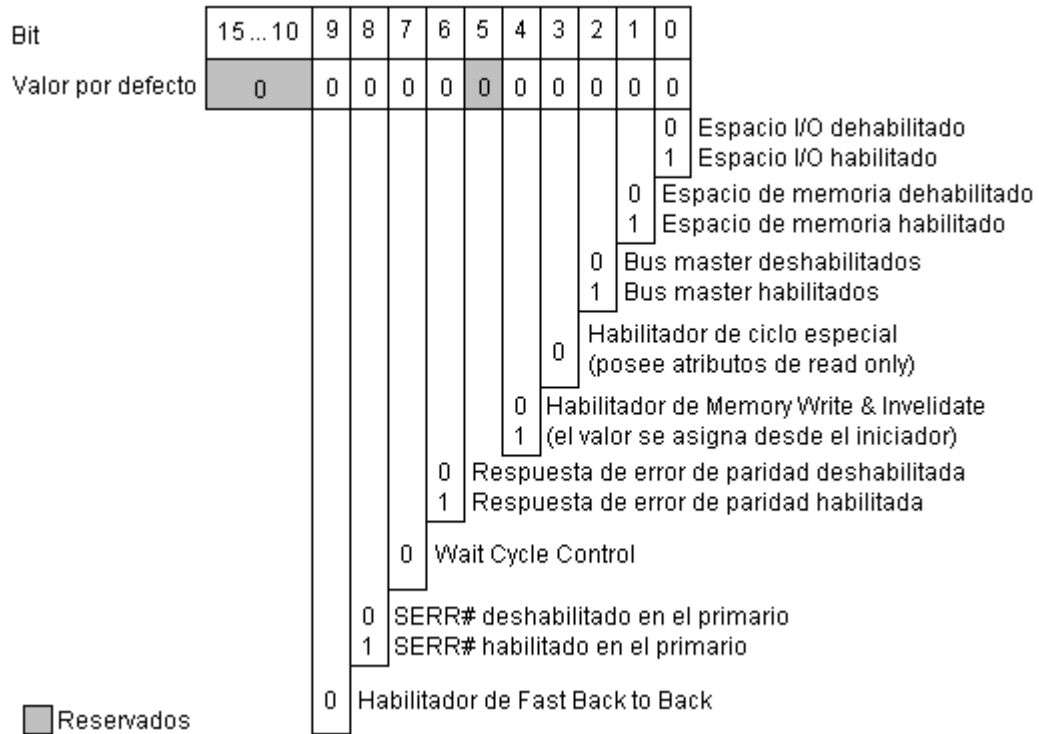 Bit 15...10 9 8 7 6 5 4 3 2 1 0
Valor por defecto 0 0 0 0 0 0 0 0 0 0 0
0 Espacio I/O dehabilitado
1 Espacio I/O habilitado
0 Espacio de memoria dehabilitado
1 Espacio de memoria habilitado
0 Bus master deshabilitados
1 Bus master habilitados
0 Habilitador de ciclo especial
(posee atributos de read only)
0 Habilitador de Memory Write & Invelidate
1 (el valor se asigna desde el iniciador)
0 Respuesta de error de paridad deshabilitada
1 Respuesta de error de paridad habilitada
0 Wait Cycle Control
0 SERR# deshabilitado en el primario
1 SERR# habilitado en el primario
0 Habilitador de Fast Back to Back
Reservados